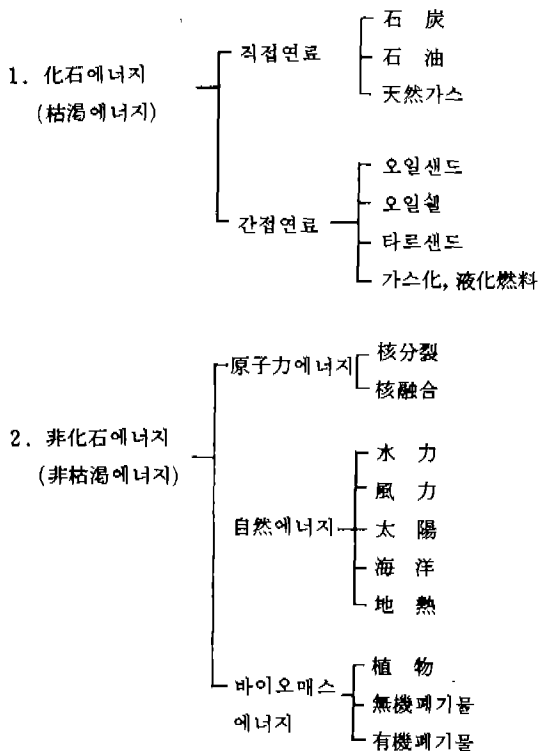 1. 化石에너지
(枯渴에너지)
직접연료
石 炭
石 油
天然가스
간접연료
오일샌드
오일쉘
타르샌드
가스化, 液化燃料
2. 非化石에너지
(非枯渴에너지)
原子力에너지
核分裂
核融合
自然에너지
水 力
風 力
太 陽
海 洋
地 熱
바이오매스
에너지
植 物
無機폐기물
有機폐기물